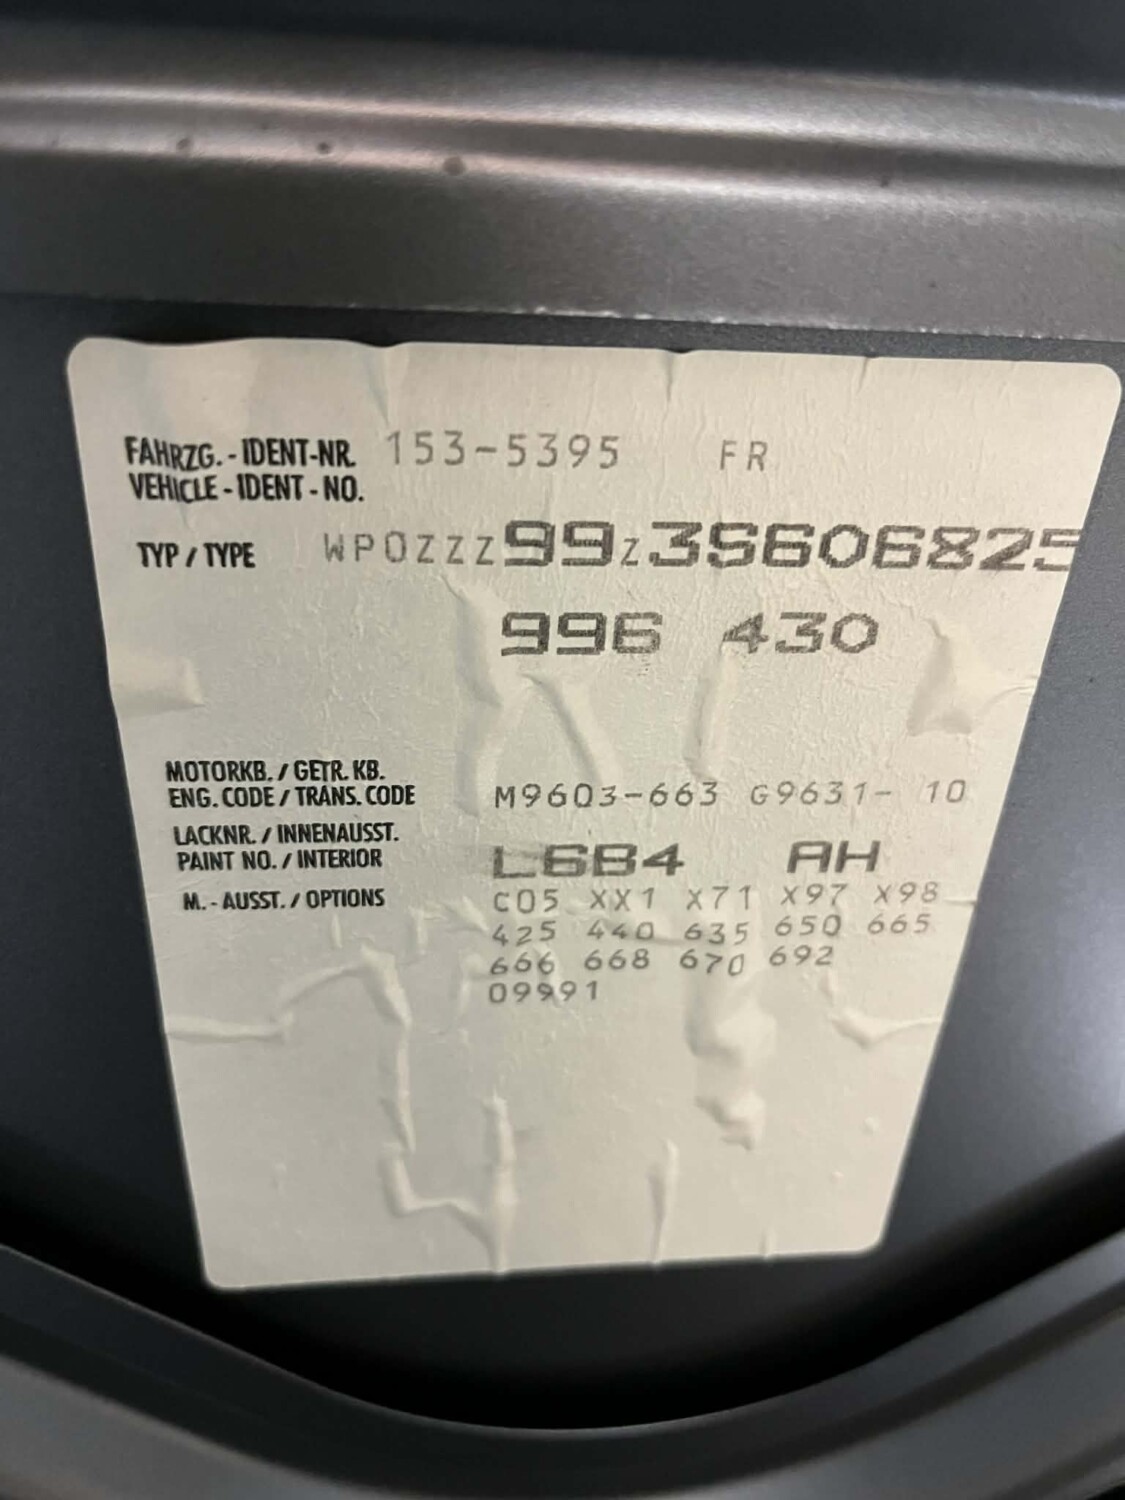 FAHRZG.-IDENT-NR. 153-5395 FR
VEHICLE-IDENT-NO.
TYP / TYPE WP0ZZZ99Z3S606825
996 430
MOTORKB. / GETR. KB.
ENG. CODE / TRANS. CODE M9603-663 G9631- 10
LACKNR. / INNENAUSST.
PAINT NO. / INTERIOR L6B4 AH
M.-AUSST. / OPTIONS C05 XX1 X71 X97 X98
425 440 635 650 665
666 668 670 692
09991